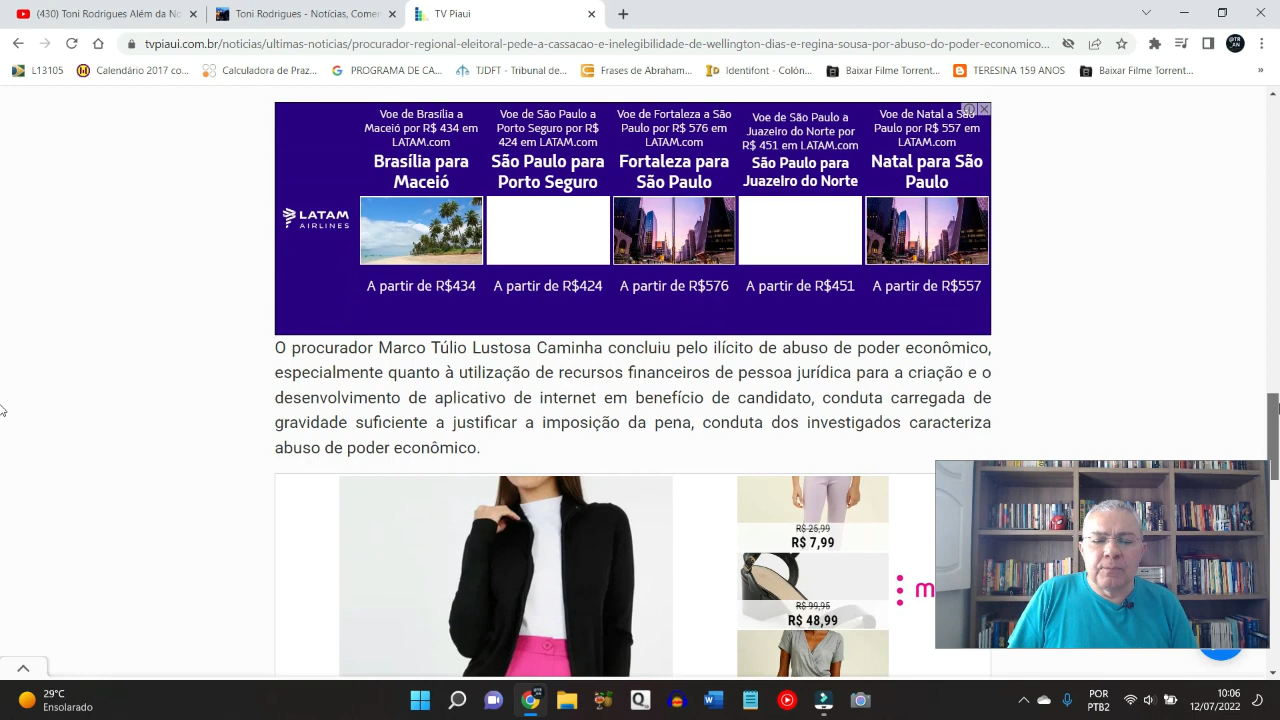 (430) Toni Rodrigues Além da No
Toni Rodrigues - Notícias, Comen
TV Piauí
tvpiaui.com.br/noticias/ultimas-noticias/procurador-regional-eleitoral-pede-cassacao-e-inelegibilidade-de-wellington-dias-e-regina-sousa-por-abuso-do-poder-economico...
L13105
Calendário 2017 co...
Calculadora de Praz...
PROGRAMA DE CA...
TJDFT - Tribunal de...
Frases de Abraham...
Identifont - Colón...
Baixar Filme Torrent...
TERESINA 159 ANOS
Baixar Filme Torrent...
»
Voe de Brasília a
Maceió por R$ 434 em
LATAM.com
Brasília para
Maceió
A partir de R$434
Voe de São Paulo a
Porto Seguro por R$
424 em LATAM.com
São Paulo para
Porto Seguro
A partir de R$424
Voe de Fortaleza a São
Paulo por R$ 576 em
LATAM.com
Fortaleza para
São Paulo
A partir de R$576
Voe de São Paulo a
Juazeiro do Norte por
R$ 451 em LATAM.com
São Paulo para
Juazeiro do Norte
A partir de R$451
Voe de Natal a São
Paulo por R$ 557 em
LATAM.com
Natal para São
Paulo
A partir de R$557
LATAM
AIRLINES
O procurador Marco Túlio Lustosa Caminha concluiu pelo ilícito de abuso de poder econômico,
especialmente quanto à utilização de recursos financeiros de pessoa jurídica para a criação e o
desenvolvimento de aplicativo de internet em benefício de candidato, conduta carregada de
gravidade suficiente a justificar a imposição da pena, conduta dos investigados caracteriza
abuso de poder econômico.
R$ 25,99
R$ 7,99
R$ 99,95
R$ 48,99
m
29°C
Ensolarado
POR
PTB2
10:06
12/07/2022